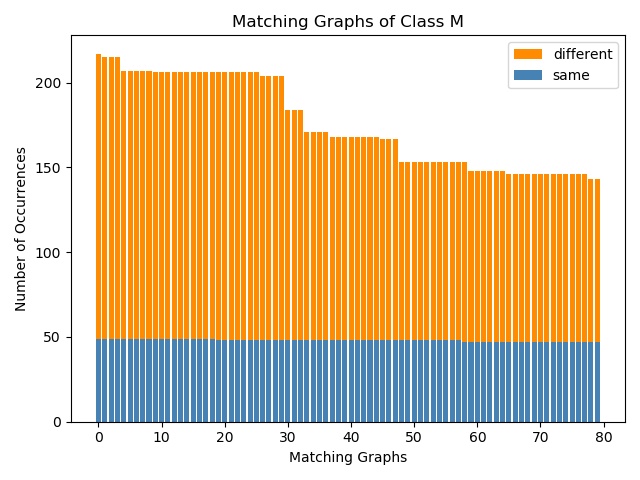 Matching Graphs of Class M
different
same
Number of Occurrences
200
150
100
50
0
0 10 20 30 40 50 60 70 80
Matching Graphs